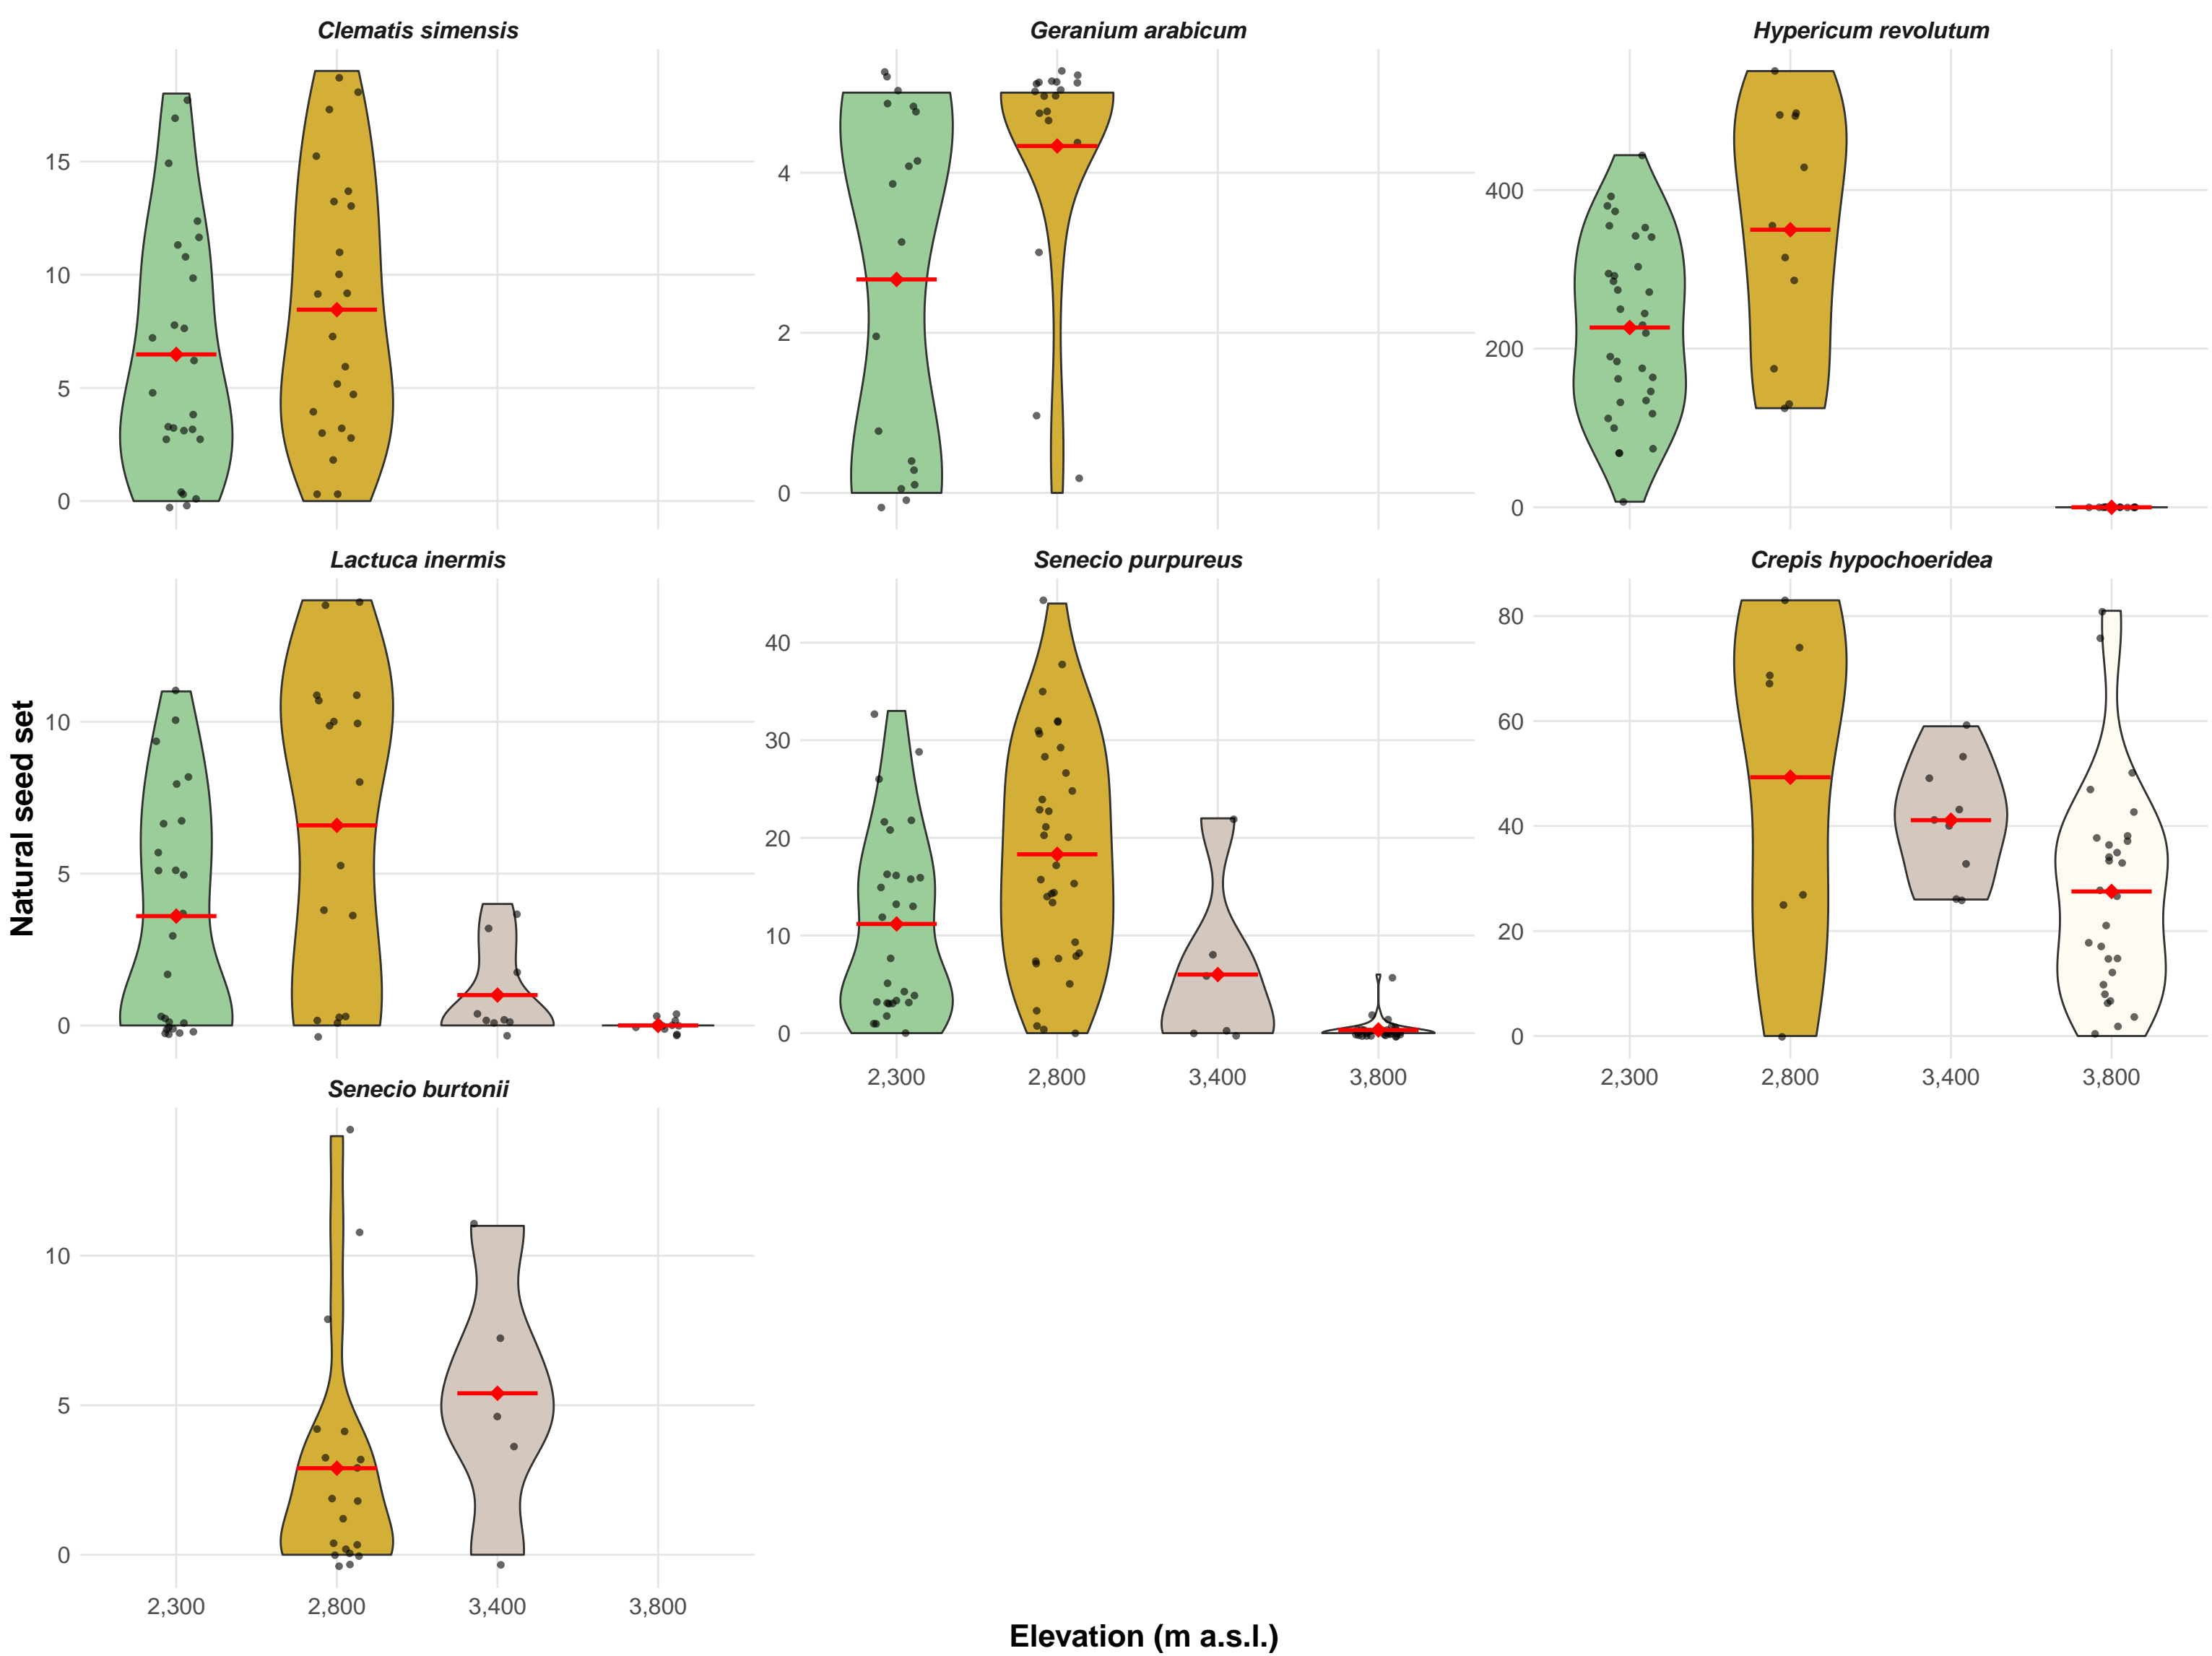 Clematis simensis
Geranium arabicum
Hypericum revolutum
15
10
5
0
4
2
0
400
200
0
Lactuca inermis
Senecio purpureus
Crepis hypochoeridea
10
5
0
40
30
20
10
0
80
60
40
20
0
2,300 2,800 3,400 3,800
2,300 2,800 3,400 3,800
Senecio burtonii
10
5
0
2,300 2,800 3,400 3,800
Natural seed set
Elevation (m a.s.l.)